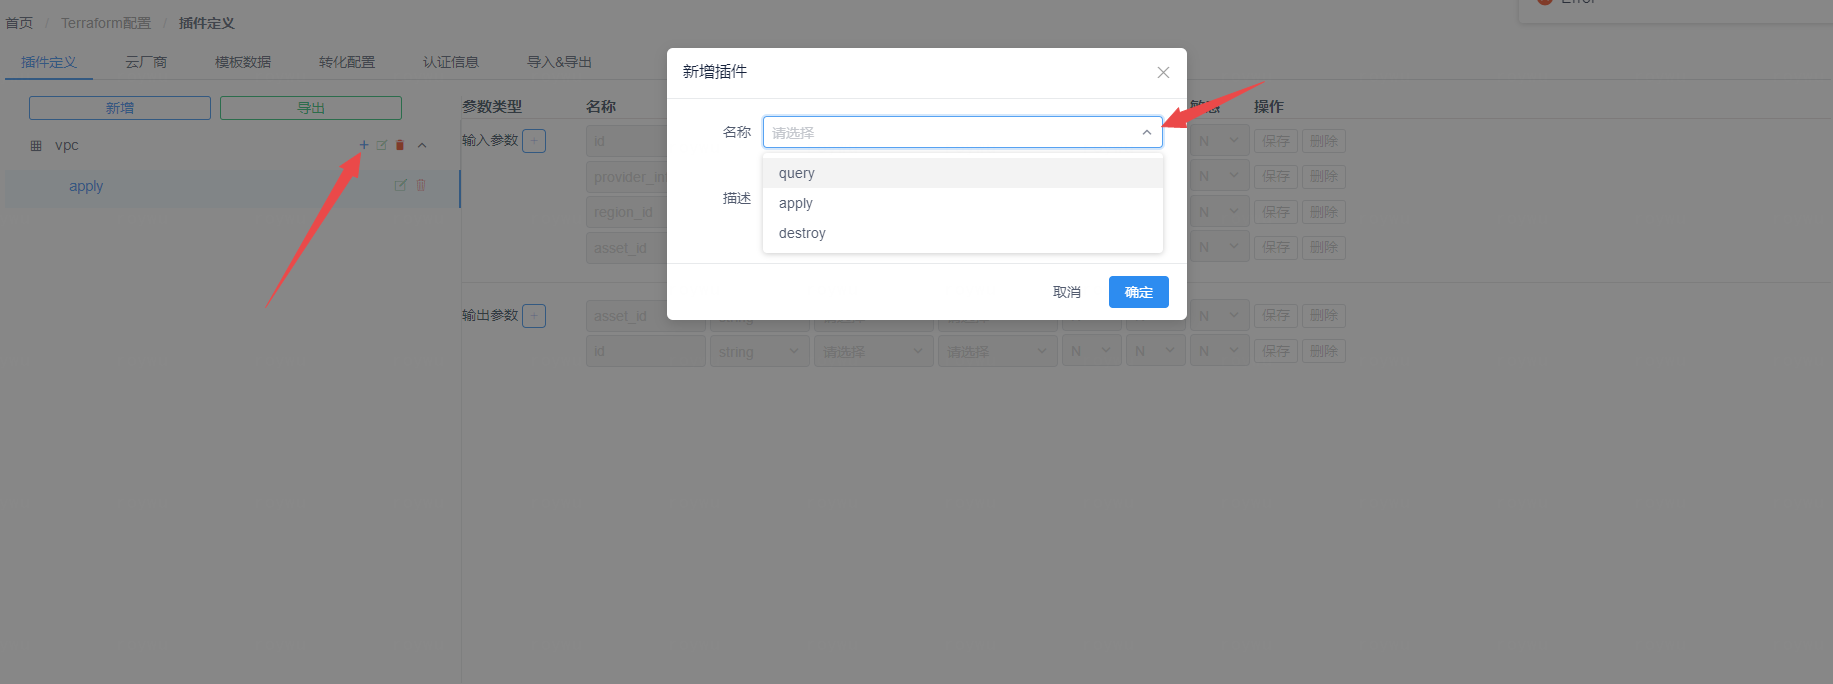 首页 / Terraform配置 / 插件定义
Error
插件定义 云厂商 模板数据 转化配置 认证信息 导入&导出
新增 导出
vpc
apply
参数类型 名称 操作
输入参数 + id N 保存 删除
N 保存 删除
region_id N 保存 删除
asset_id N 保存 删除
输出参数 + asset_id N 保存 删除
id string 请选择 请选择 N N N 保存 删除
新增插件
名称 请选择
query
描述
apply
destroy
取消 确定